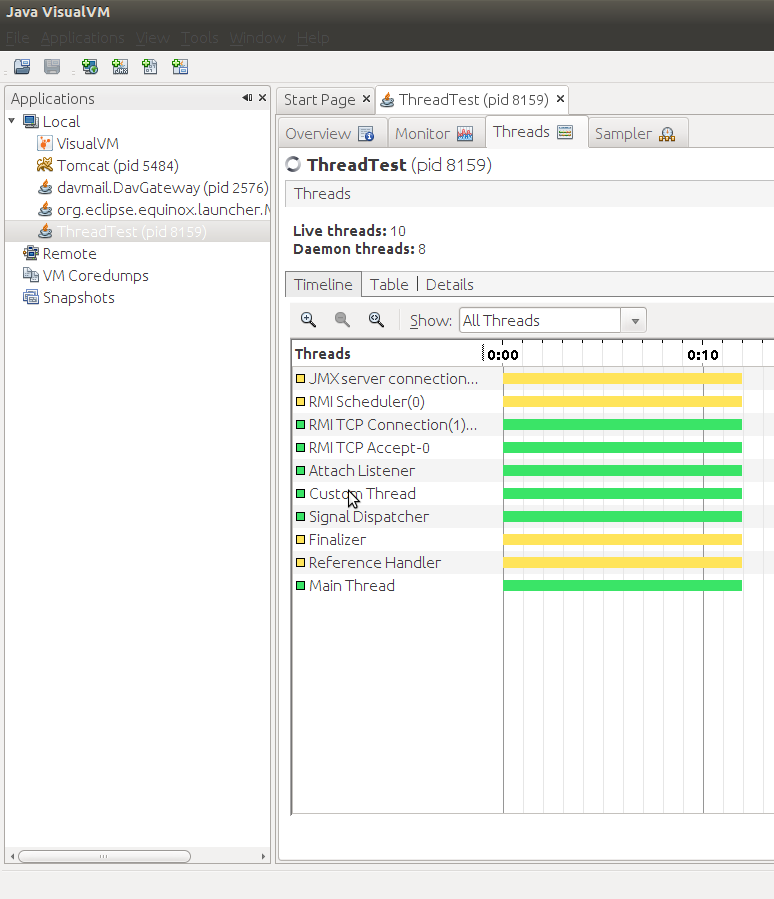 Java VisualVM
File Applications View Tools Window Help
Applications
Local
VisualVM
Tomcat (pid 5484)
davmail.DavGateway (pid 2576)
org.eclipse.equinox.launcher.M
ThreadTest (pid 8159)
Remote
VM Coredumps
Snapshots
Start Page ThreadTest (pid 8159)
Overview Monitor Threads Sampler
ThreadTest (pid 8159)
Threads
Live threads: 10
Daemon threads: 8
Timeline Table Details
Show: All Threads
Threads 0:00 0:10
JMX server connection...
RMI Scheduler(0)
RMI TCP Connection(1)...
RMI TCP Accept-0
Attach Listener
Custom Thread
Signal Dispatcher
Finalizer
Reference Handler
Main Thread